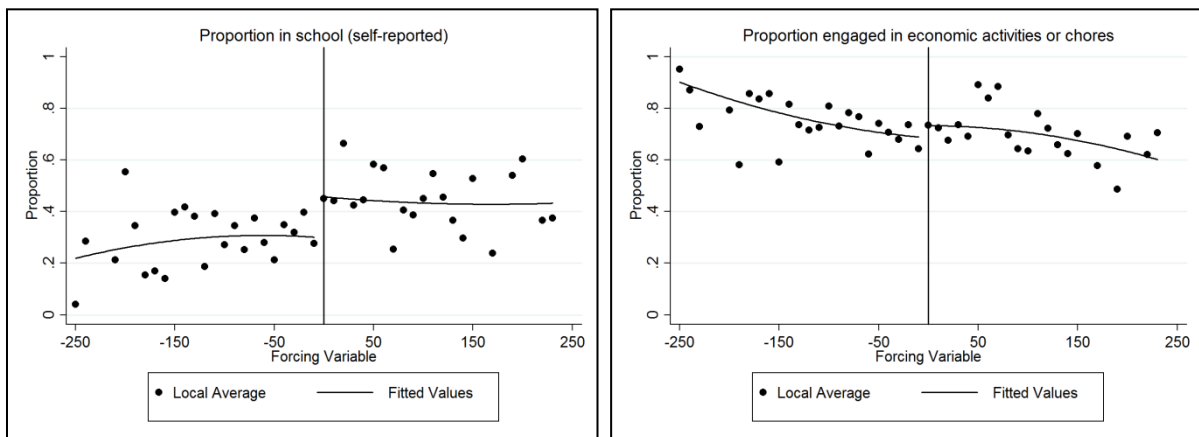 Proportion in school (self-reported)
Proportion
1
.8
.6
.4
.2
0
-250
-150
-50
50
150
250
Forcing Variable
Local Average
Fitted Values
Proportion engaged in economic activities or chores
Proportion
1
.8
.6
.4
.2
0
-250
-150
-50
50
150
250
Forcing Variable
Local Average
Fitted Values